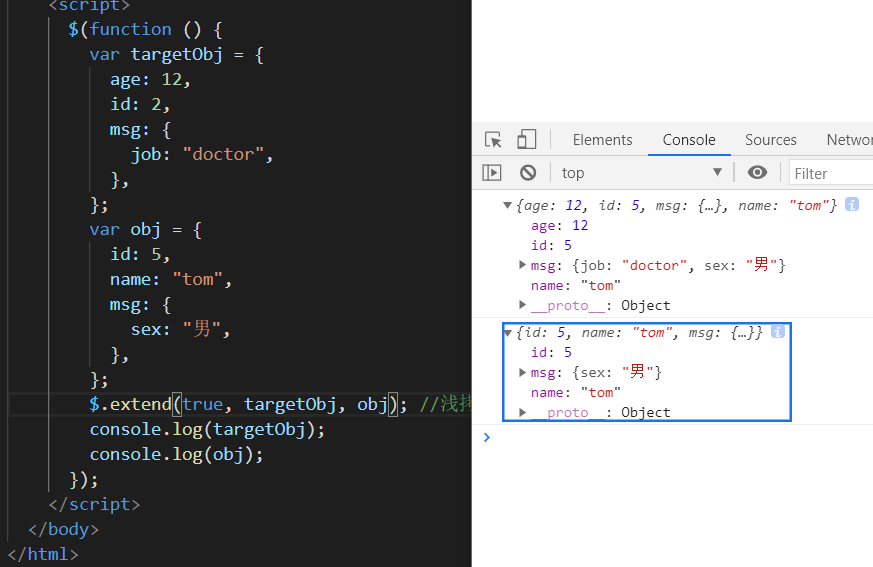 <script>
$(function () {
var targetObj = {
age: 12,
id: 2,
msg: {
job: "doctor",
},
};
var obj = {
id: 5,
name: "tom",
msg: {
sex: "男",
},
};
$.extend(true, targetObj, obj); //浅拷
console.log(targetObj);
console.log(obj);
});
</script>
</body>
</html>
Elements Console Sources Networ
top Filter
{age: 12, id: 5, msg: {…}, name: "tom"}
age: 12
id: 5
msg: {job: "doctor", sex: "男"}
name: "tom"
__proto__: Object
{id: 5, name: "tom", msg: {…}}
id: 5
msg: {sex: "男"}
name: "tom"
__proto__: Object